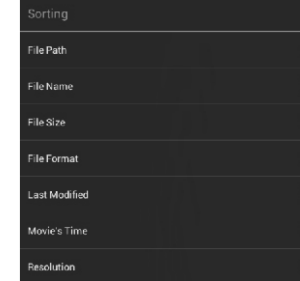 Sorting
File Path
File Name
File Size
File Format
Last Modified
Movie's Time
Resolution